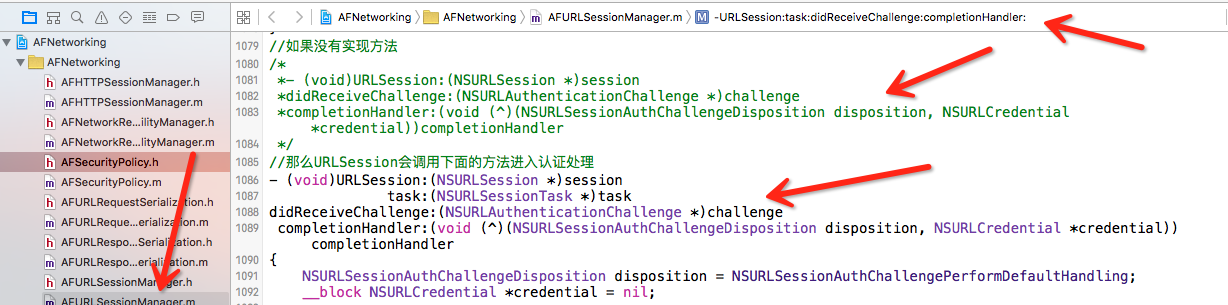 AFNetworking
AFNetworking
AFURLSessionManager.m
-URLSession:task:didReceiveChallenge:completionHandler:
AFNetworking
AFNetworking
AFHTTPSessionManager.h
AFHTTPSessionManager.m
AFNetworkRe...ilityManager.h
AFNetworkRe...ilityManager.m
AFSecurityPolicy.h
AFSecurityPolicy.m
AFURLRequestSerialization.h
AFURLReque...erialization.m
AFURLRespo...Serialization.h
AFURLRespo...erialization.m
AFURLSessionManager.h
AFURLSessionManager.m
1079 //如果没有实现方法
1080 /*
1081 *- (void)URLSession:(NSURLSession *)session
1082 *didReceiveChallenge:(NSURLAuthenticationChallenge *)challenge
1083 *completionHandler:(void (^)(NSURLSessionAuthChallengeDisposition disposition, NSURLCredential
*credential))completionHandler
1084 */
1085 //那么URLSession会调用下面的方法进入认证处理
1086 - (void)URLSession:(NSURLSession *)session
1087 task:(NSURLSessionTask *)task
1088 didReceiveChallenge:(NSURLAuthenticationChallenge *)challenge
1089 completionHandler:(void (^)(NSURLSessionAuthChallengeDisposition disposition, NSURLCredential *credential))
completionHandler
1090 {
1091 NSURLSessionAuthChallengeDisposition disposition = NSURLSessionAuthChallengePerformDefaultHandling;
1092 __block NSURLCredential *credential = nil;